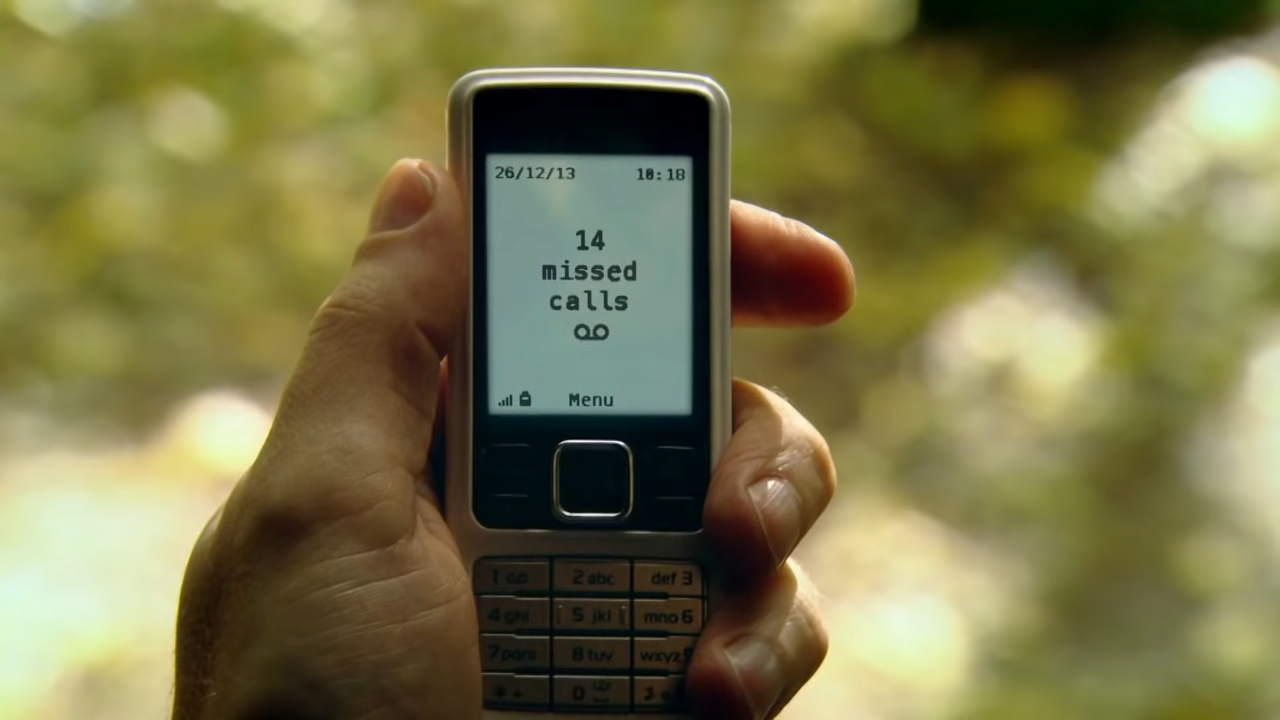 26/12/13 10:18
14
missed
calls
Menu
1 2 abc def 3
4 ghi 5 jkl mno 6
7 pqrs 8 tuv wxyz 9
* + 0 #